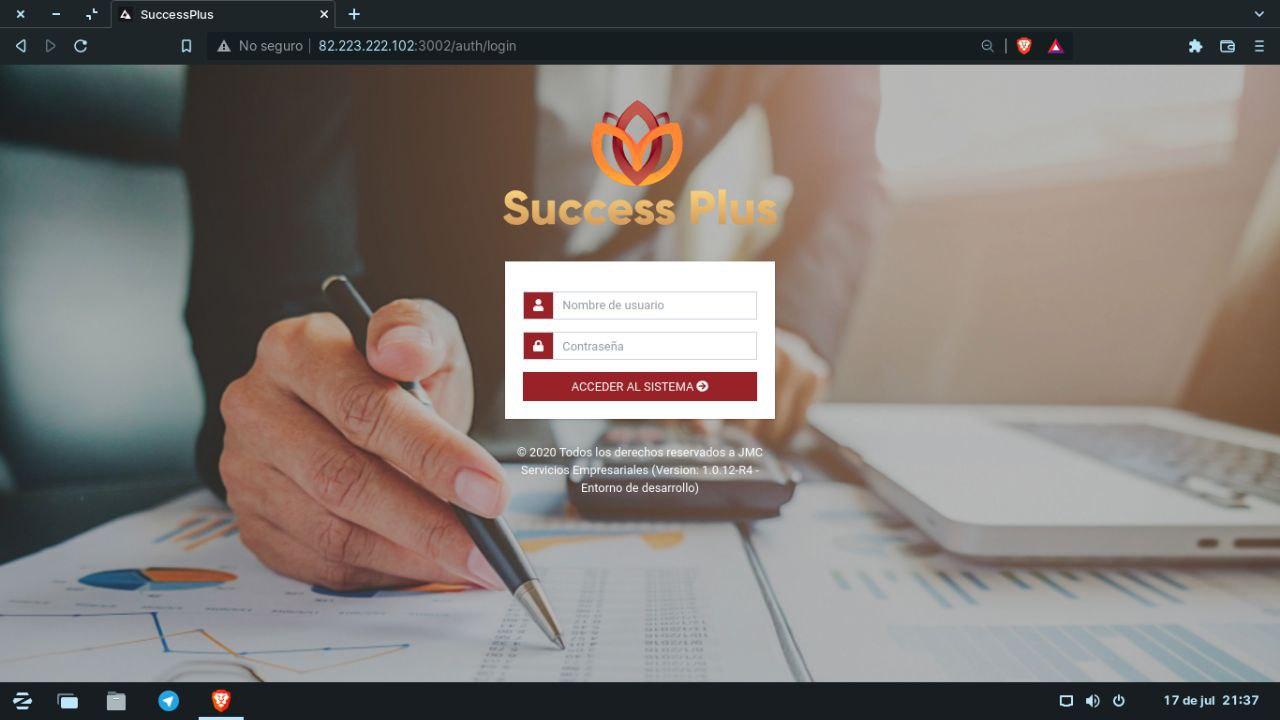 SuccessPlus
No seguro
82.223.222.102:3002/auth/login
Success Plus
Nombre de usuario
Contraseña
ACCEDER AL SISTEMA
© 2020 Todos los derechos reservados a JMC
Servicios Empresariales (Version: 1.0.12-R4 -
Entorno de desarrollo)
17 de jul 21:37